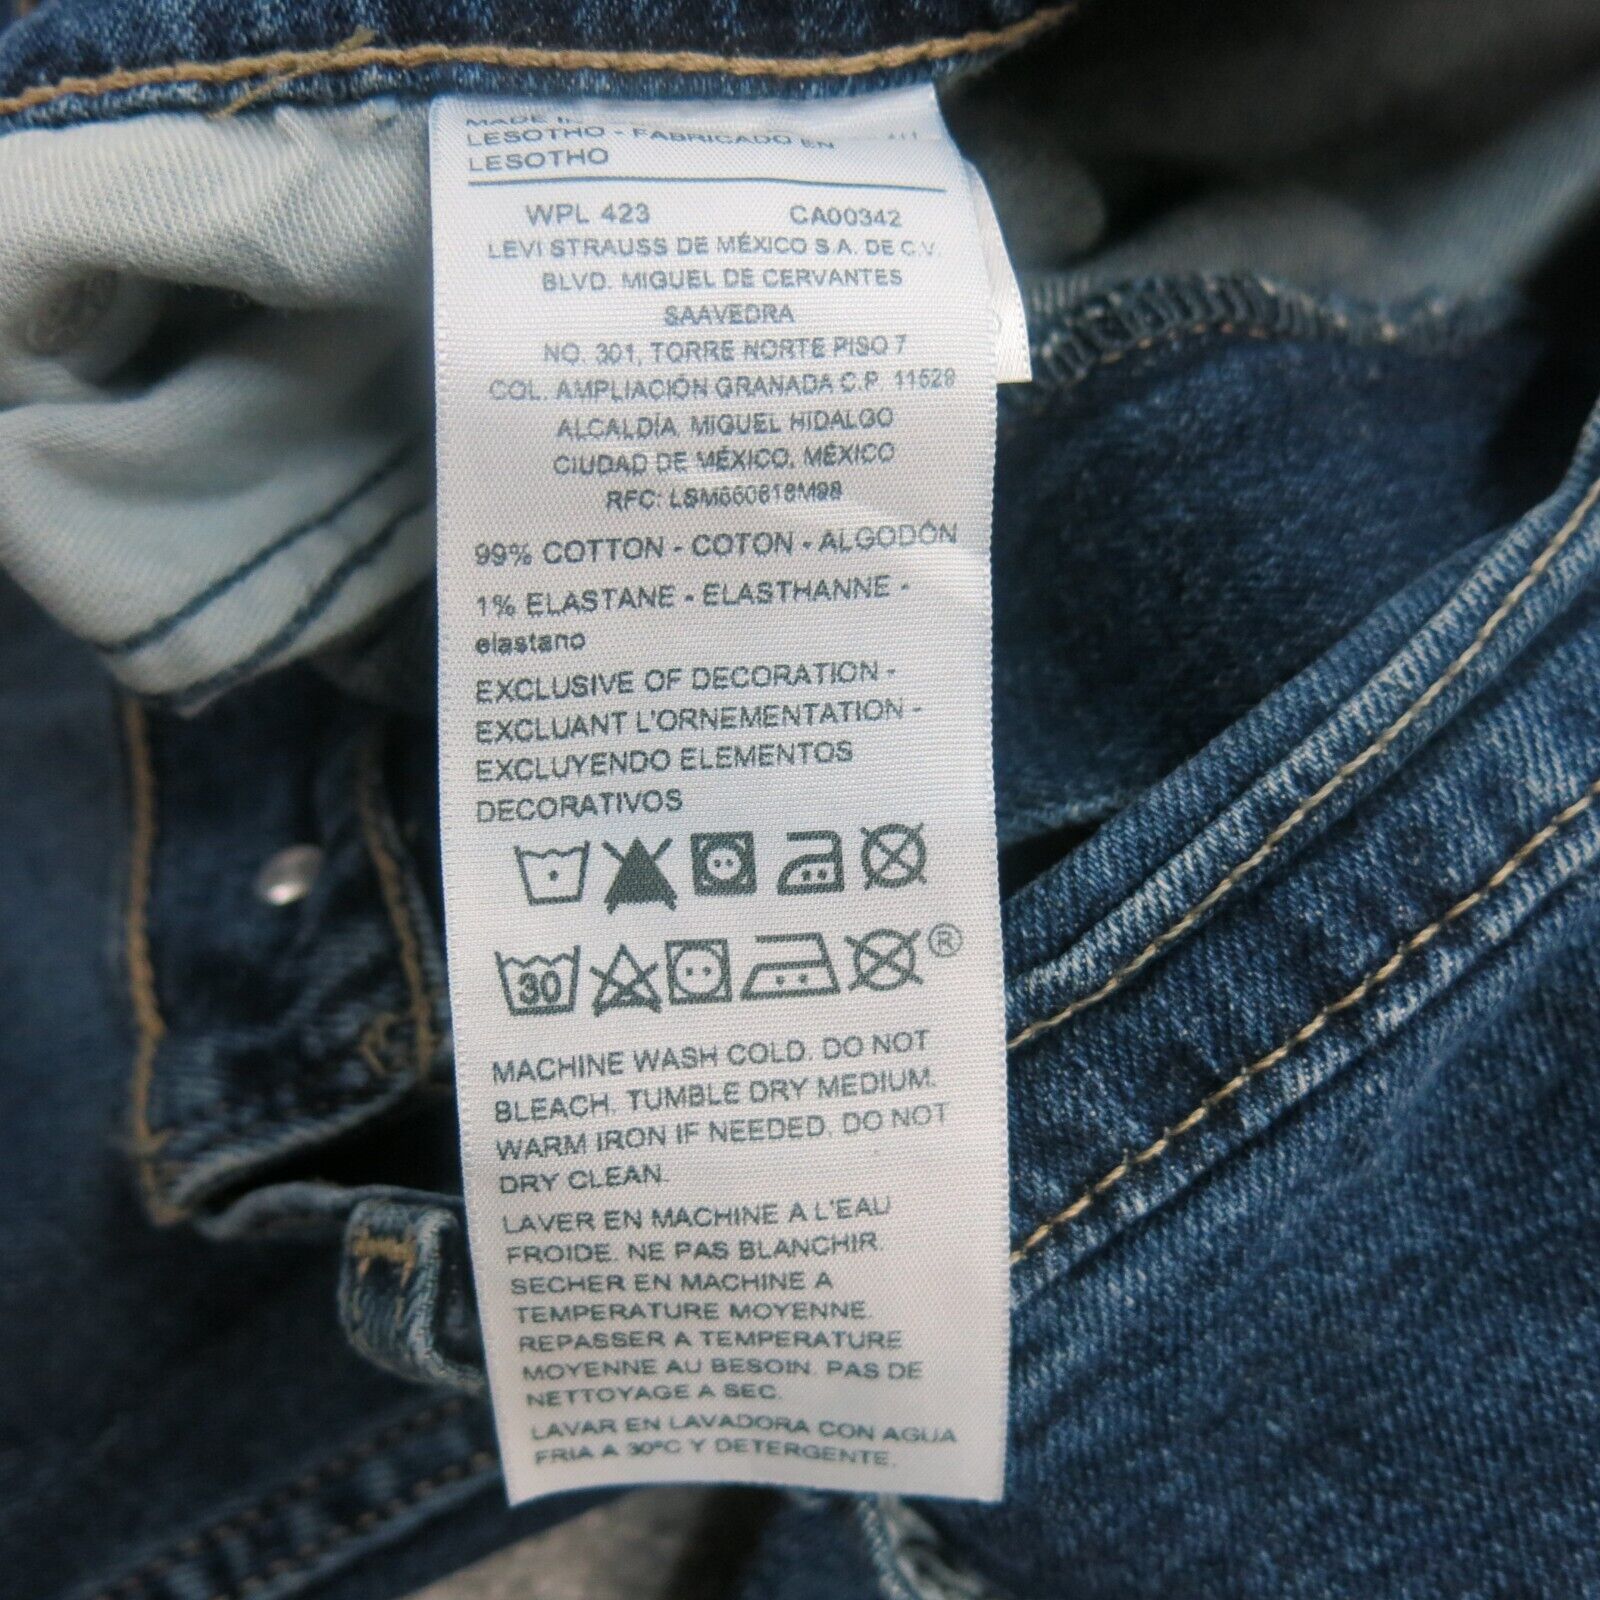 MADE IN
LESOTHO - FABRICADO EN
LESOTHO
WPL 423 CA00342
LEVI STRAUSS DE MÉXICO S.A. DE C.V.
BLVD. MIGUEL DE CERVANTES
SAAVEDRA
NO. 301, TORRE NORTE PISO 7
COL. AMPLIACIÓN GRANADA C.P. 11529
ALCALDÍA MIGUEL HIDALGO
CIUDAD DE MÉXICO, MÉXICO
RFC:
99% COTTON - COTON - ALGODÓN
1% ELASTANE - ELASTHANNE -
elastano
EXCLUSIVE OF DECORATION -
EXCLUANT L'ORNEMENTATION -
EXCLUYENDO ELEMENTOS
DECORATIVOS
30 ®
MACHINE WASH COLD. DO NOT
BLEACH. TUMBLE DRY MEDIUM.
WARM IRON IF NEEDED. DO NOT
DRY CLEAN.
LAVER EN MACHINE A L'EAU
FROIDE. NE PAS BLANCHIR.
SECHER EN MACHINE A
TEMPERATURE MOYENNE.
REPASSER A TEMPERATURE
MOYENNE AU BESOIN. PAS DE
NETTOYAGE A SEC.
LAVAR EN LAVADORA CON AGUA
FRIA A 30°C Y DETERGENTE.